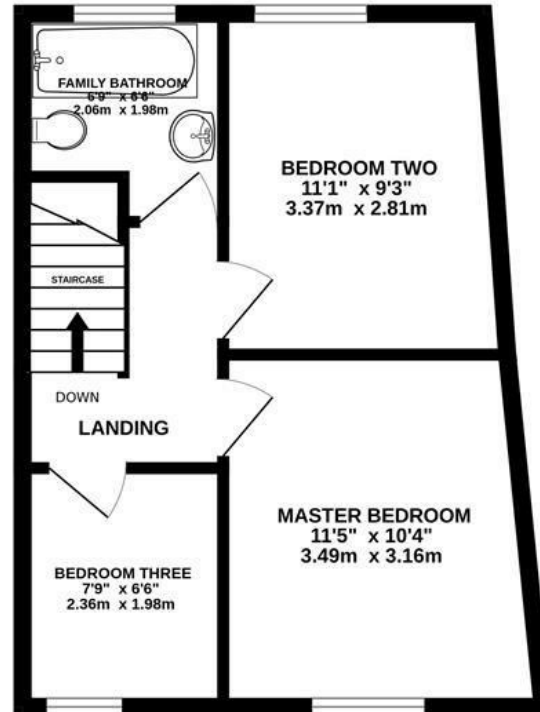 FAMILY BATHROOM
6'9" x 6'6"
2.06m x 1.98m
BEDROOM TWO
11'1" x 9'3"
3.37m x 2.81m
STAIRCASE
DOWN
LANDING
MASTER BEDROOM
11'5" x 10'4"
3.49m x 3.16m
BEDROOM THREE
7'9" x 6'6"
2.36m x 1.98m